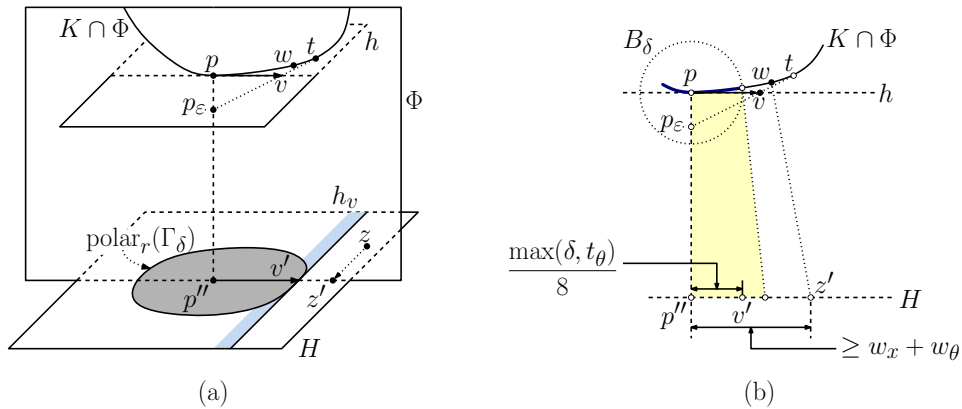 K ∩ Φ
p
w
t
h
v
p_ε
Φ
h_v
polar_r(Γ_δ)
z
v′
p″
z′
H
(a)
B_δ
K ∩ Φ
p
w
t
v
h
p_ε
max(δ, t_θ)
8
z′
H
p″
v′
≥ w_x + w_θ
(b)